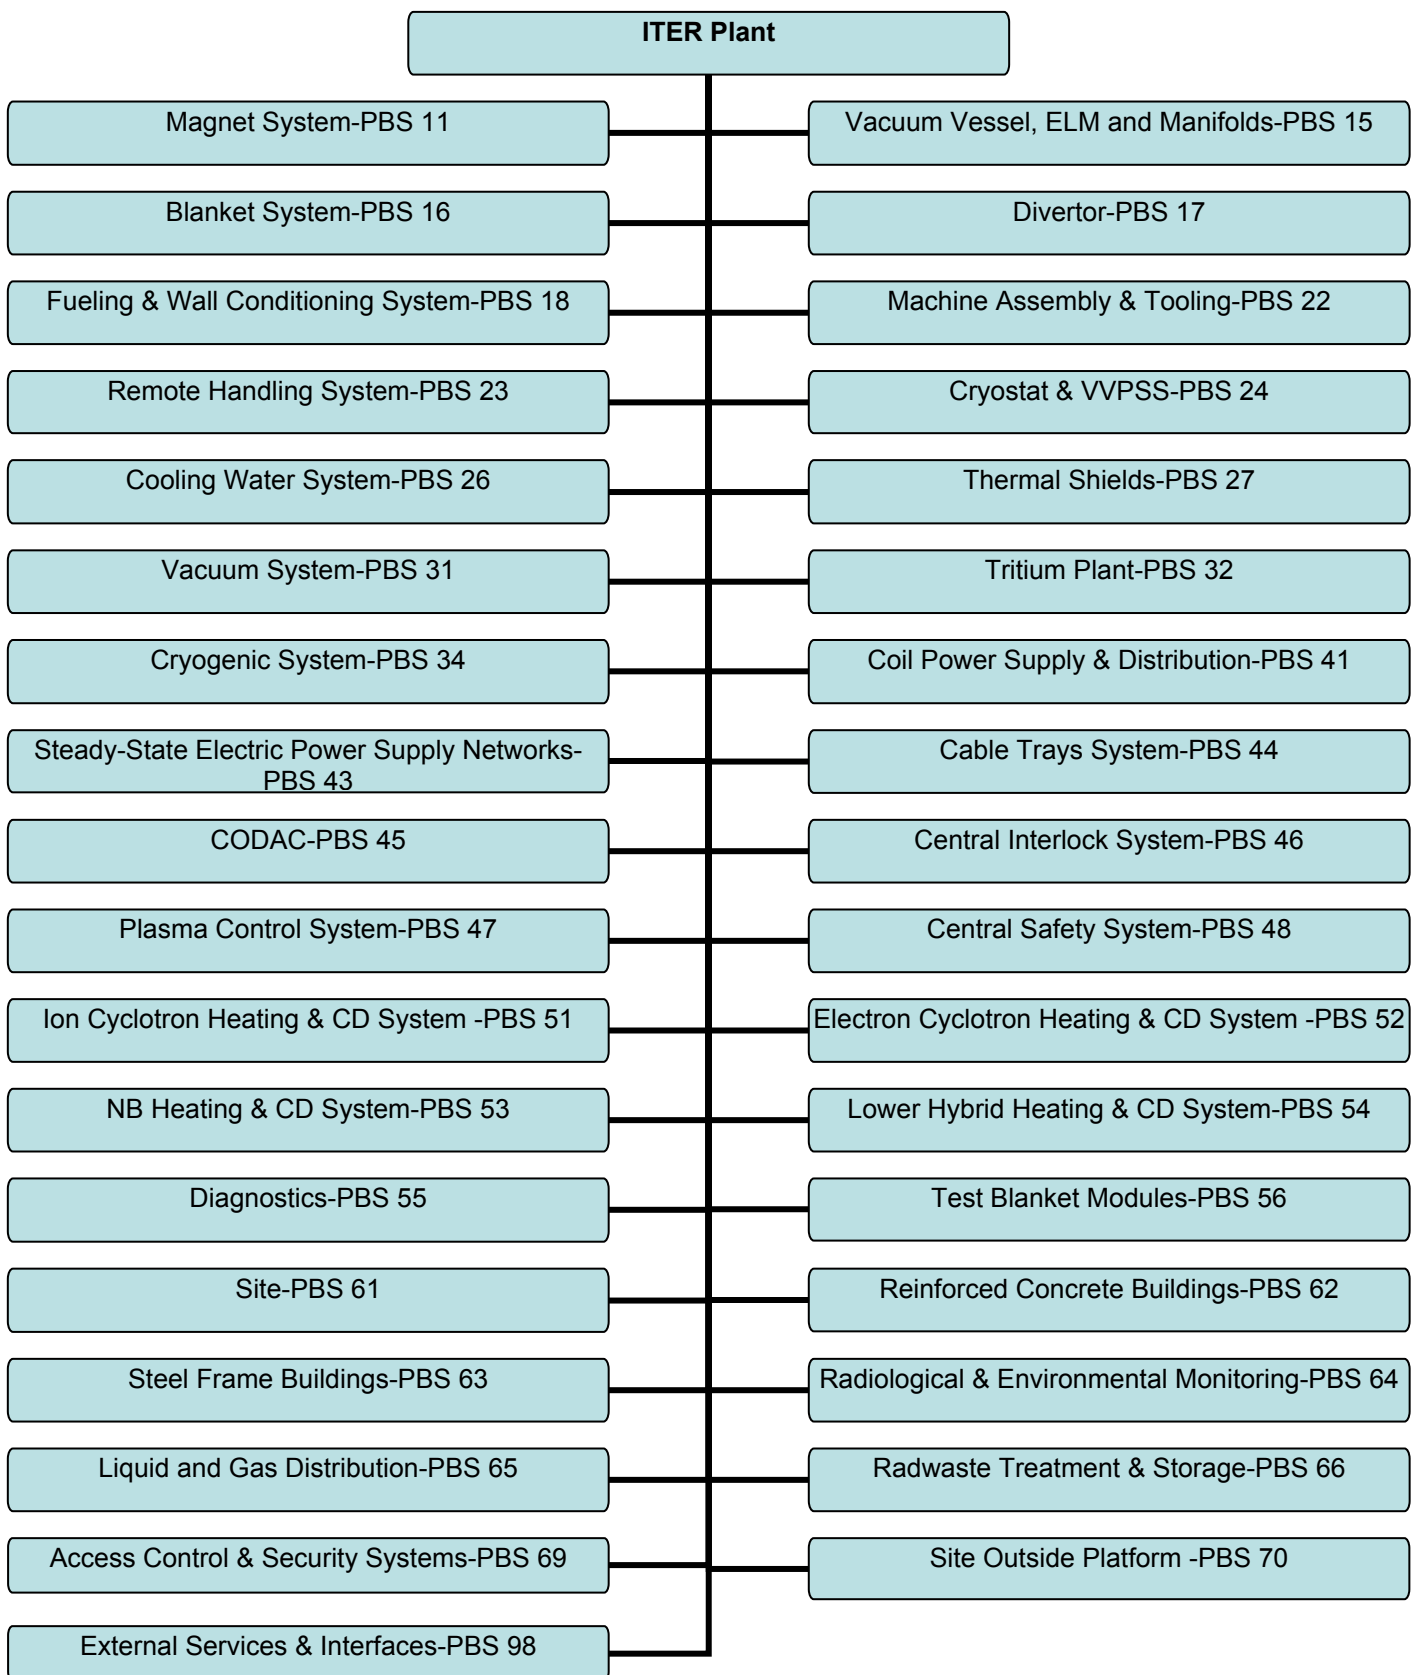 ITER Plant
Magnet System-PBS 11
Vacuum Vessel, ELM and Manifolds-PBS 15
Blanket System-PBS 16
Divertor-PBS 17
Fueling & Wall Conditioning System-PBS 18
Machine Assembly & Tooling-PBS 22
Remote Handling System-PBS 23
Cryostat & VVPSS-PBS 24
Cooling Water System-PBS 26
Thermal Shields-PBS 27
Vacuum System-PBS 31
Tritium Plant-PBS 32
Cryogenic System-PBS 34
Coil Power Supply & Distribution-PBS 41
Steady-State Electric Power Supply Networks-
PBS 43
Cable Trays System-PBS 44
CODAC-PBS 45
Central Interlock System-PBS 46
Plasma Control System-PBS 47
Central Safety System-PBS 48
Ion Cyclotron Heating & CD System -PBS 51
Electron Cyclotron Heating & CD System -PBS 52
NB Heating & CD System-PBS 53
Lower Hybrid Heating & CD System-PBS 54
Diagnostics-PBS 55
Test Blanket Modules-PBS 56
Site-PBS 61
Reinforced Concrete Buildings-PBS 62
Steel Frame Buildings-PBS 63
Radiological & Environmental Monitoring-PBS 64
Liquid and Gas Distribution-PBS 65
Radwaste Treatment & Storage-PBS 66
Access Control & Security Systems-PBS 69
Site Outside Platform -PBS 70
External Services & Interfaces-PBS 98